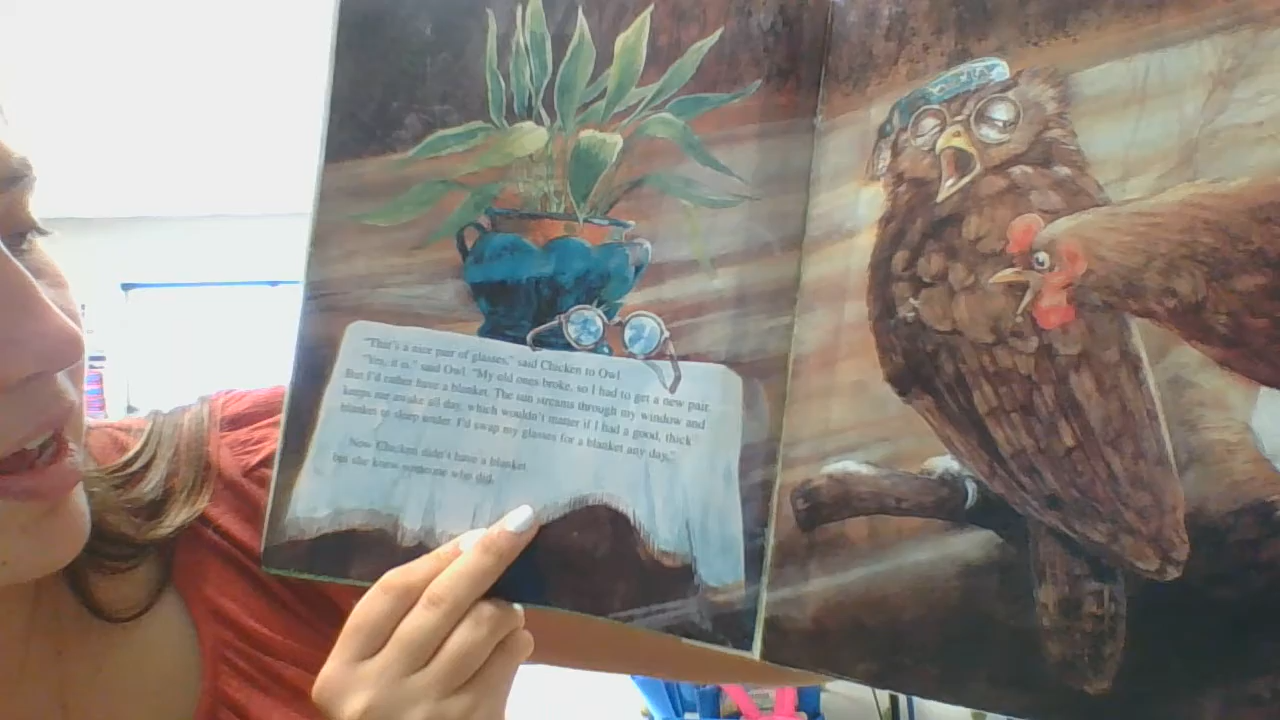 "That's a nice pair of glasses," said Chicken to Owl.
"Yes, it is," said Owl. "My old ones broke, so I had to get a new pair.
But I'd rather have a blanket. The sun streams through my window and
keeps me awake all day, which wouldn't matter if I had a good, thick
blanket to sleep under. I'd swap my glasses for a blanket any day."
Now Chicken didn't have a blanket,
but she knew someone who did.